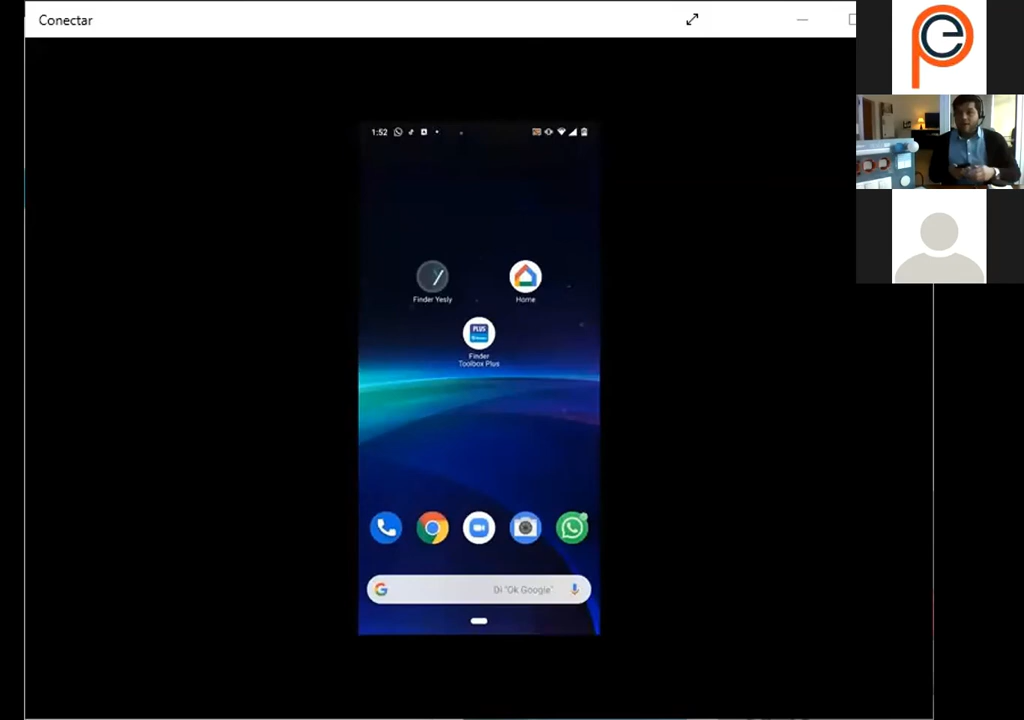 Conectar
1:52
Finder Yesly
Home
PLUS
Finder
Toolbox Plus
Di "Ok Google"